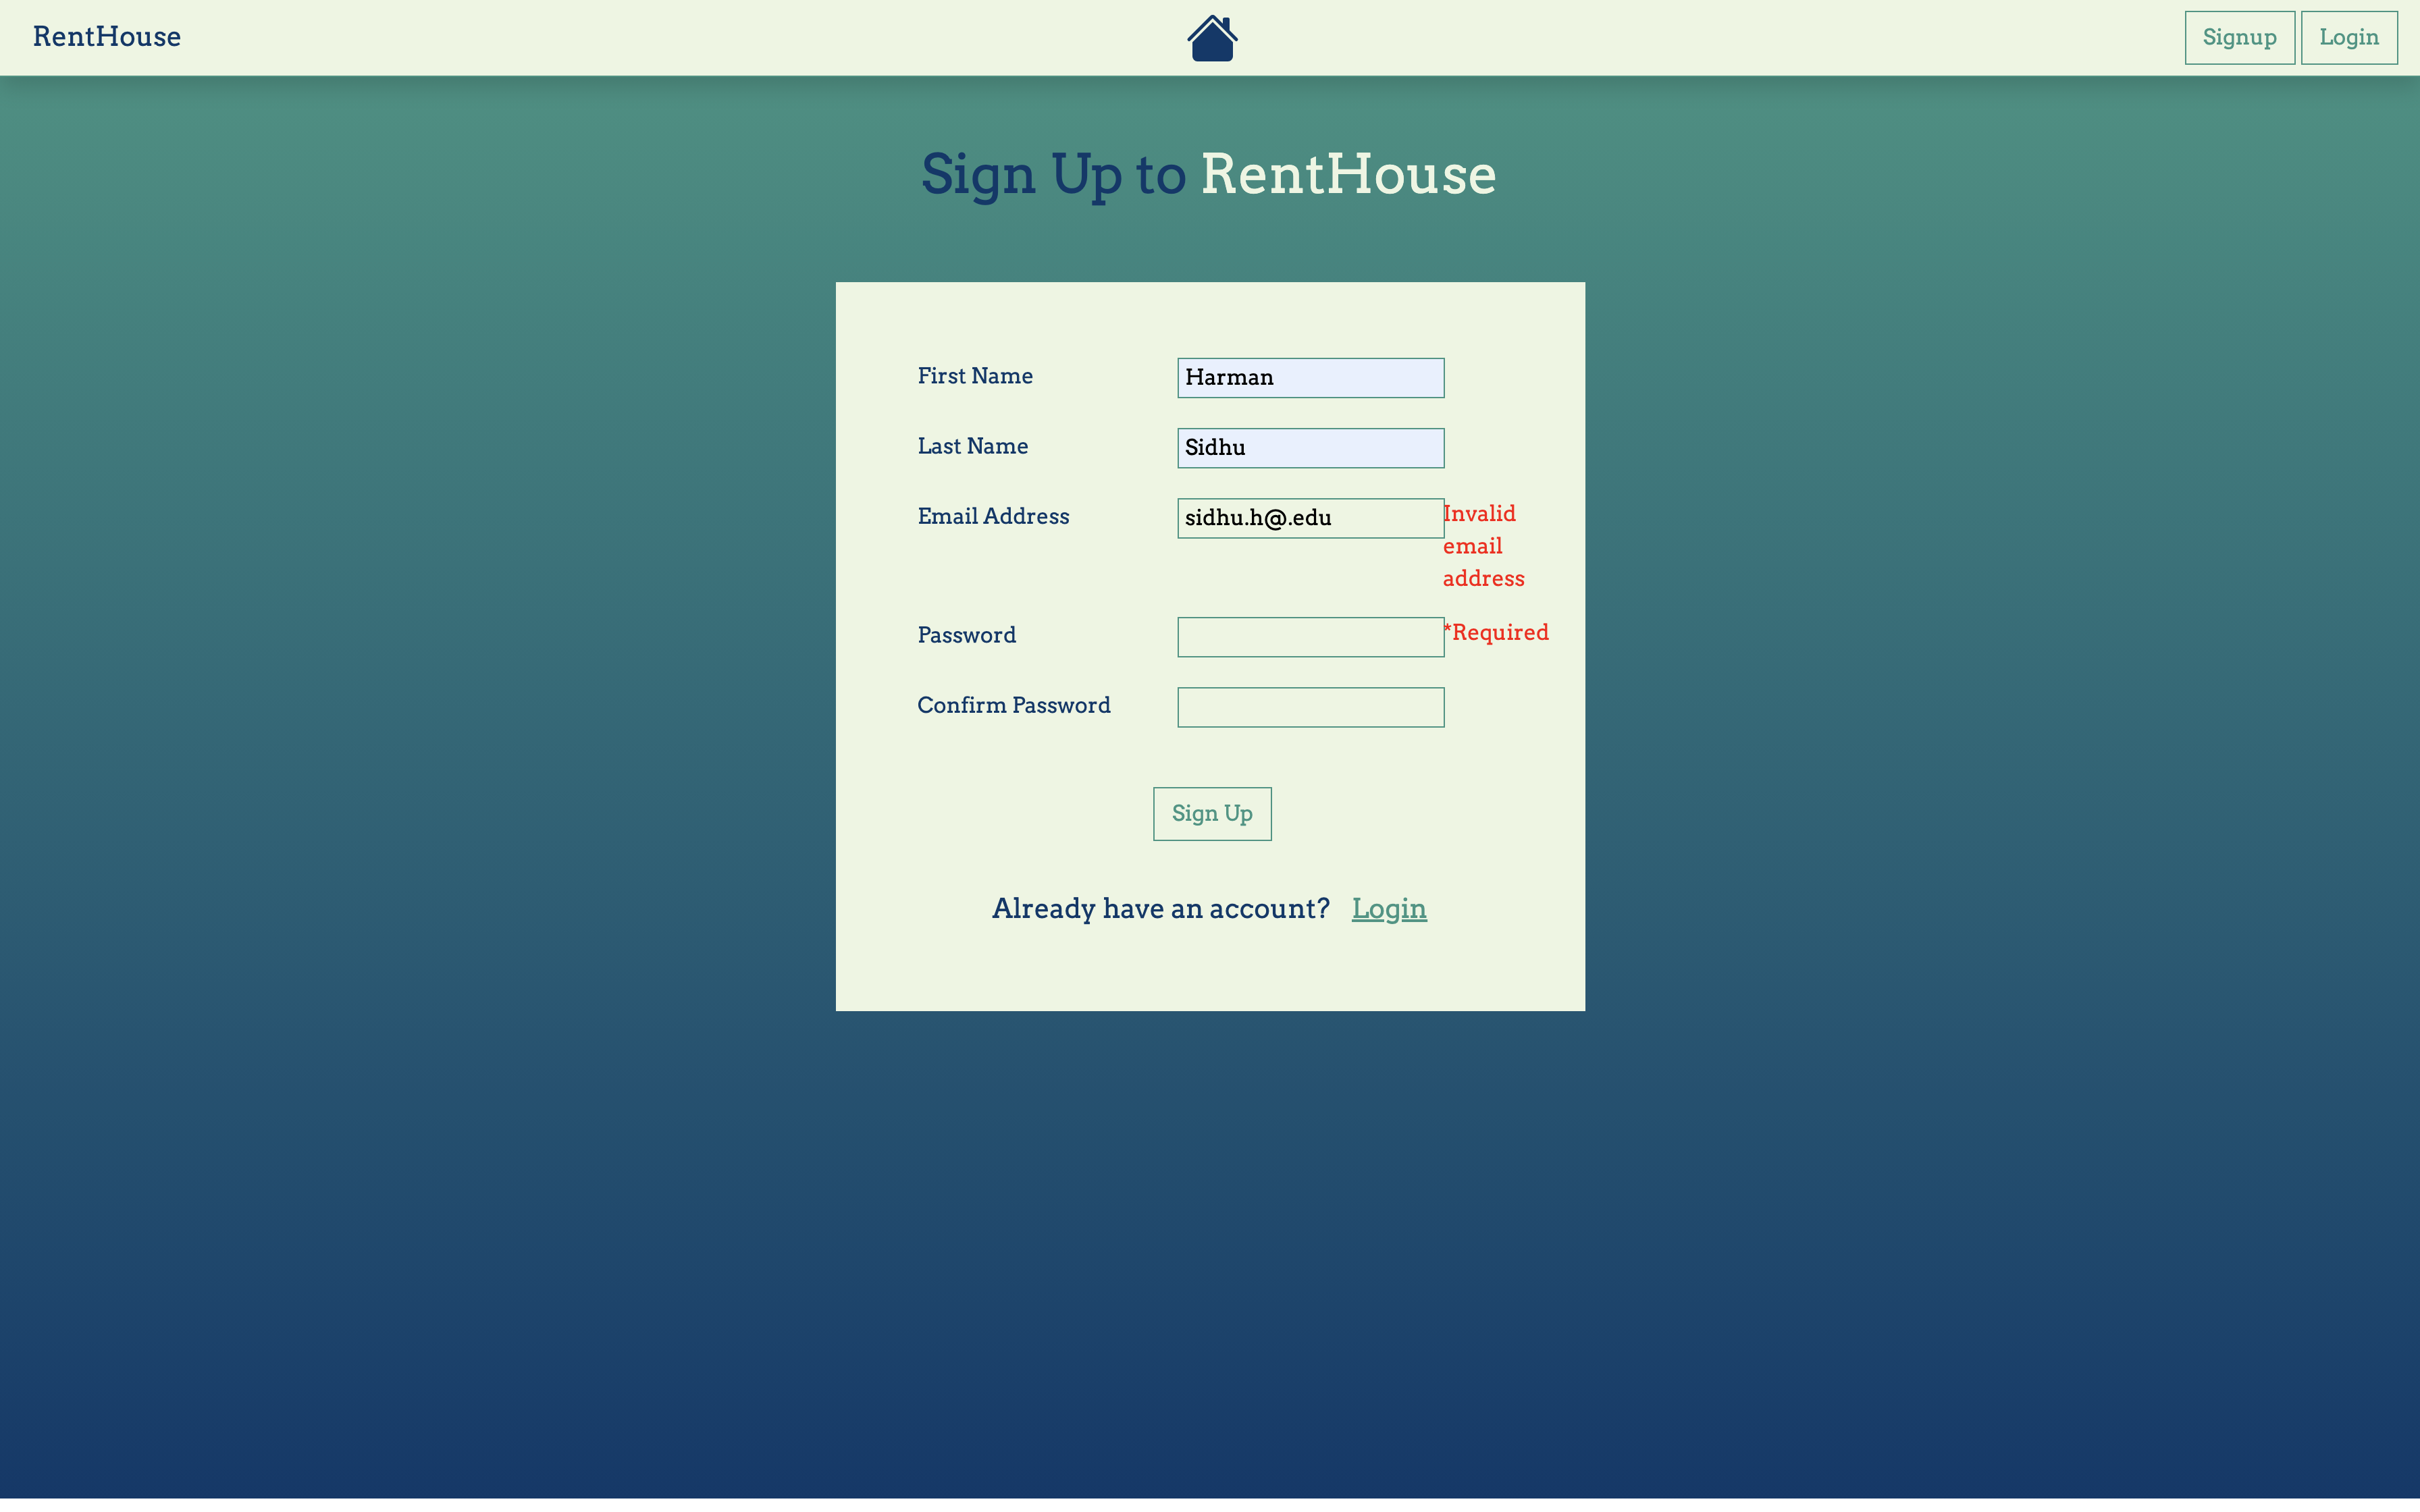 RentHouse
Signup
Login
Sign Up to RentHouse
First Name
Harman
Last Name
Sidhu
Email Address
sidhu.h@.edu
Invalid
email
address
Password
*Required
Confirm Password
Sign Up
Already have an account? Login